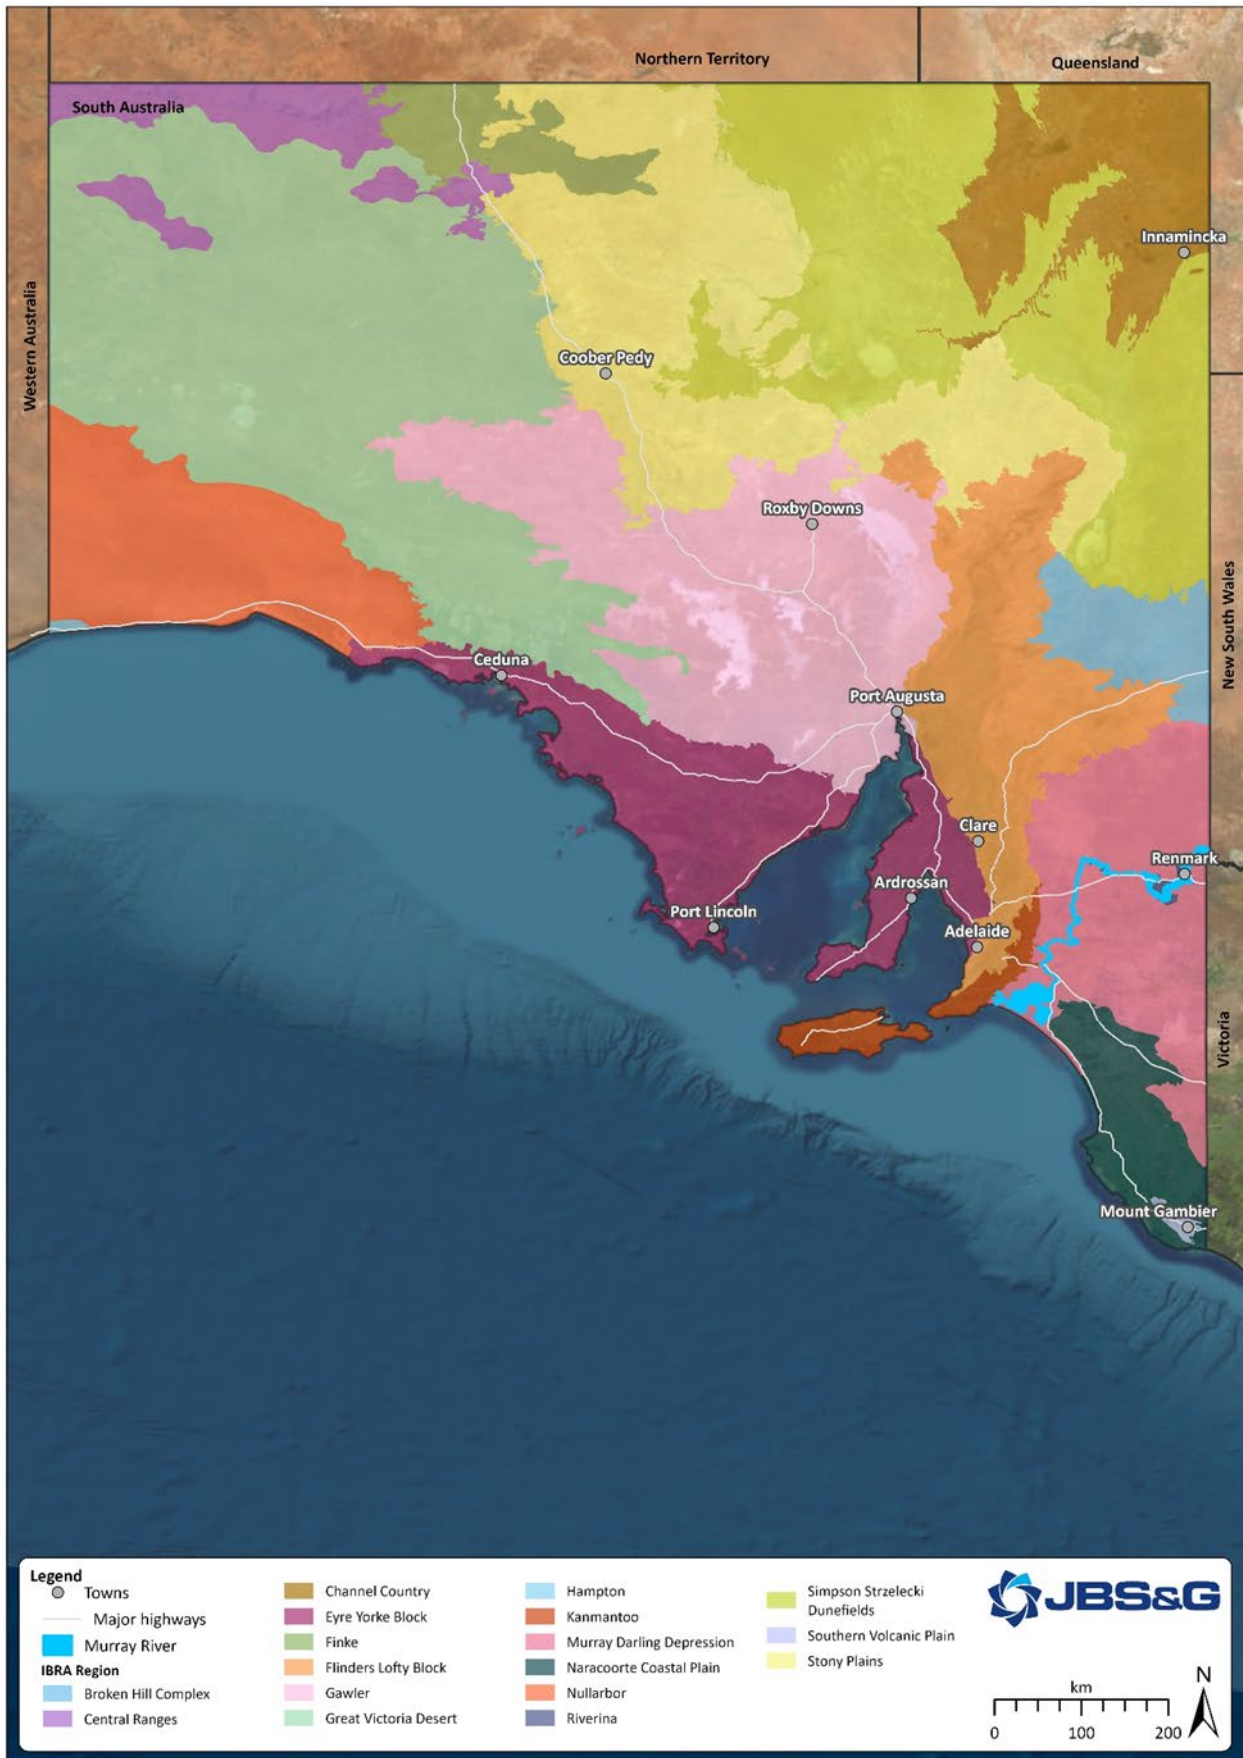 Northern Territory
Queensland
South Australia
Innamincka
Western Australia
Coober Pedy
Roxby Downs
New South Wales
Ceduna
Port Augusta
Clare
Renmark
Ardrossan
Port Lincoln
Adelaide
Victoria
Mount Gambier
Legend
Towns
Major highways
Murray River
IBRA Region
Broken Hill Complex
Central Ranges
Channel Country
Eyre Yorke Block
Finke
Flinders Lofty Block
Gawler
Great Victoria Desert
Hampton
Kanmantoo
Murray Darling Depression
Naracoorte Coastal Plain
Nullarbor
Riverina
Simpson Strzelecki
Dunefields
Southern Volcanic Plain
Stony Plains
JBS&G
N
km
0 100 200